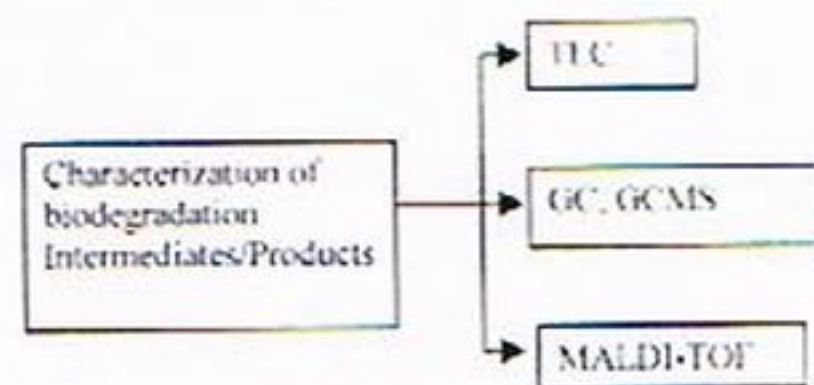 TLC
Characterization of
biodegradation
Intermediates/Products
GC, GCMS
MALDI-TOF